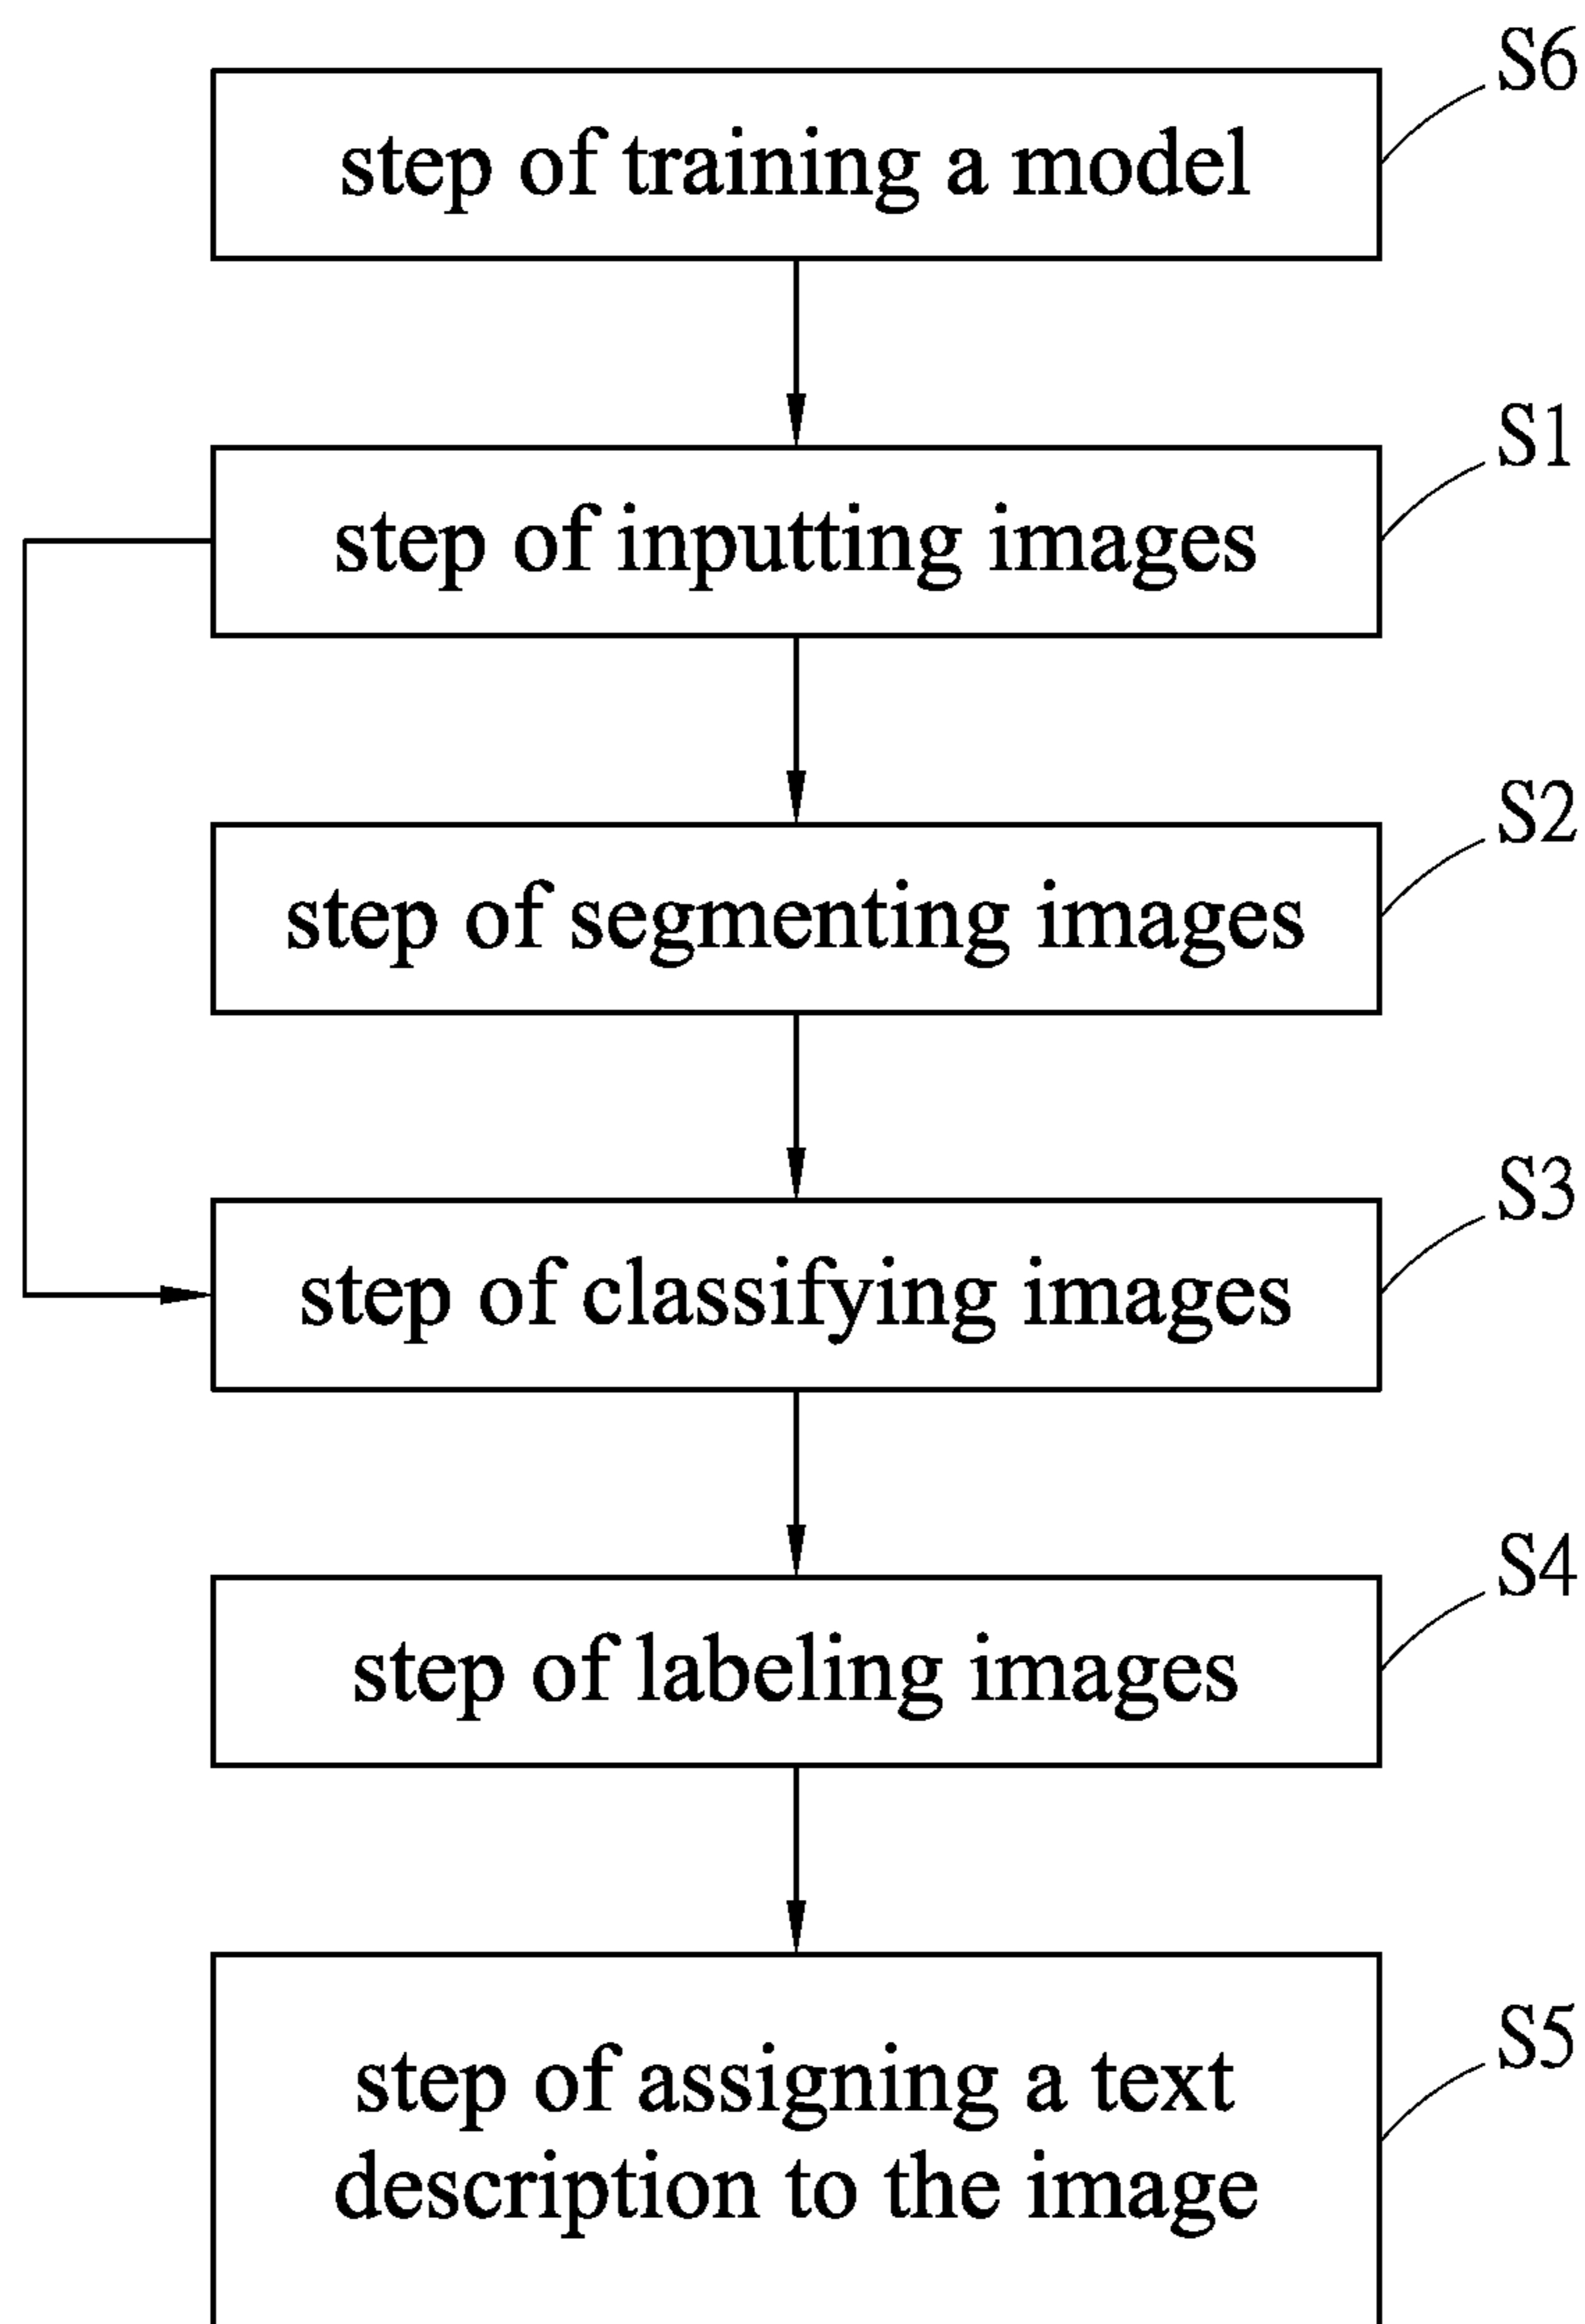 S6
step of training a model
S1
step of inputting images
S2
step of segmenting images
S3
step of classifying images
S4
step of labeling images
S5
step of assigning a text
description to the image